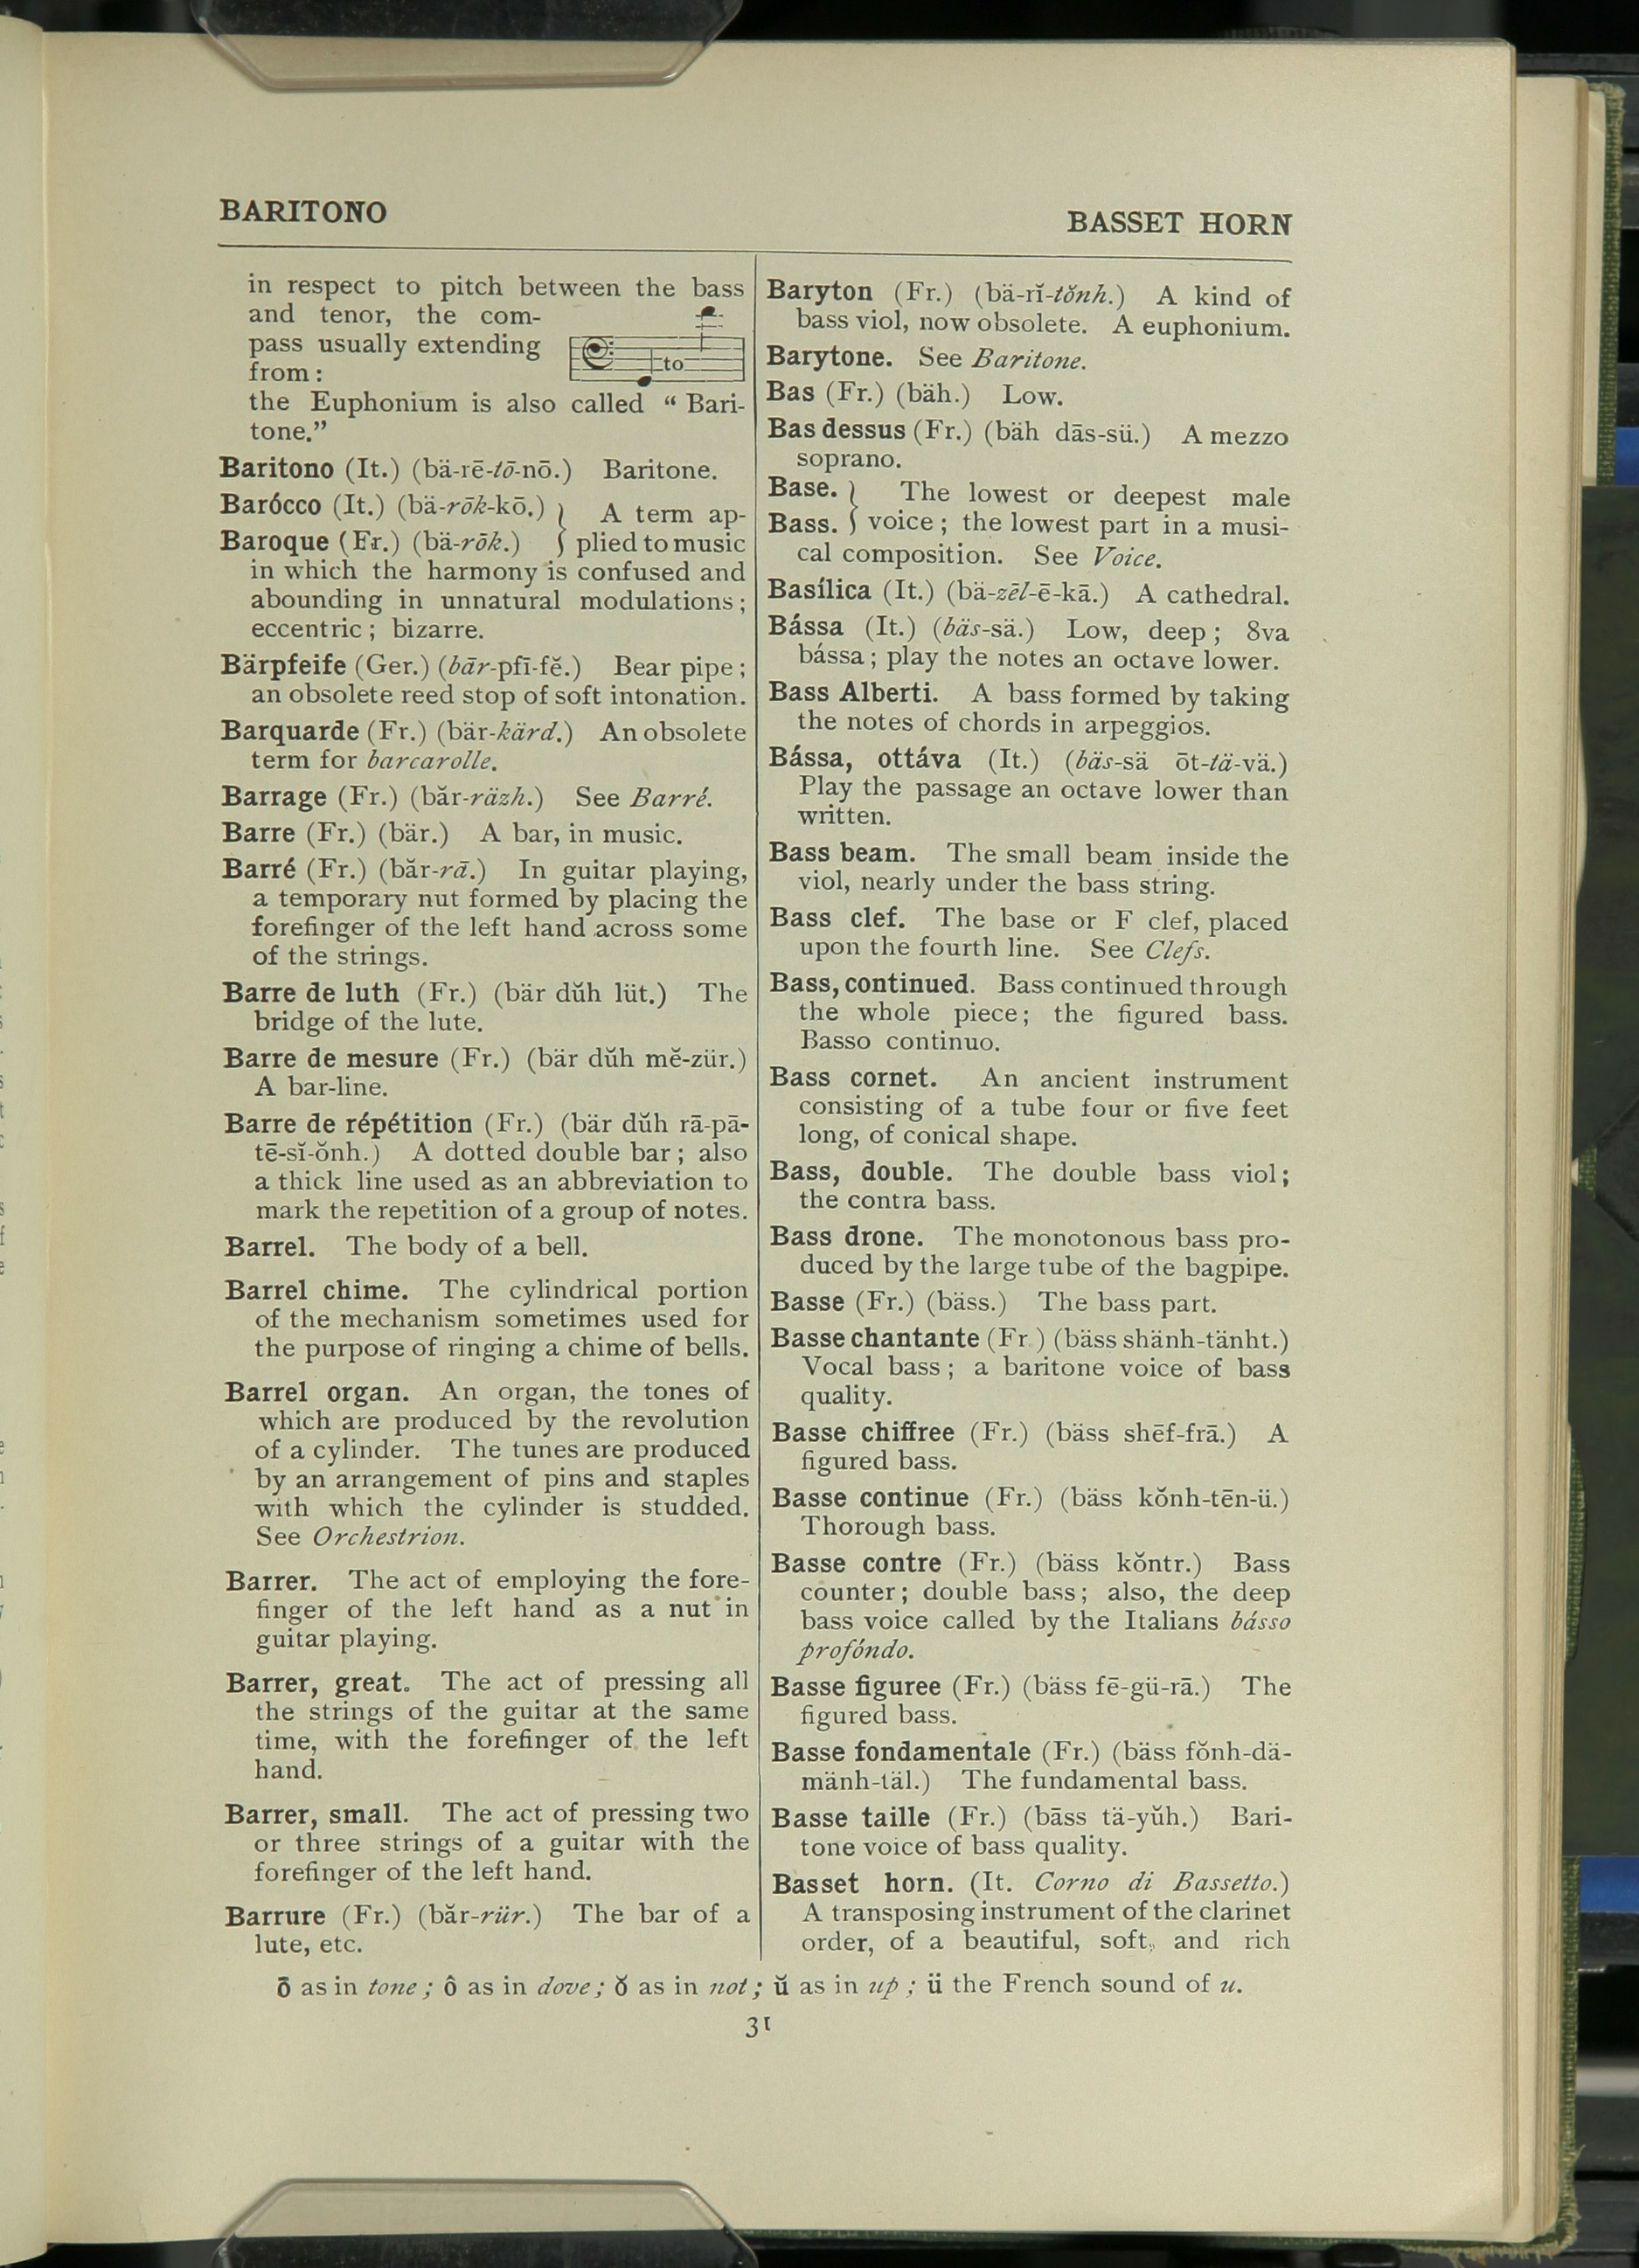 BARITONO
BASSET HORN
in respect to pitch between the bass
and tenor, the com-
pass usually extending
from:
to
the Euphonium is also called “ Bari-
tone.”
Baritono (It.) (bä-rē-tō-nō.) Baritone.
Barócco (It.) (bä-rōk-kō.) } A term ap-
Baroque (Fr.) (bä-rōk.) } plied to music
in which the harmony is confused and
abounding in unnatural modulations;
eccentric; bizarre.
Bärpfeife (Ger.) (bār-pfī-fĕ.) Bear pipe;
an obsolete reed stop of soft intonation.
Barquarde (Fr.) (bär-kärd.) An obsolete
term for barcarolle.
Barrage (Fr.) (băr-räzh.) See Barré.
Barre (Fr.) (bär.) A bar, in music.
Barré (Fr.) (băr-rā.) In guitar playing,
a temporary nut formed by placing the
forefinger of the left hand across some
of the strings.
Barre de luth (Fr.) (bär dŭh lüt.) The
bridge of the lute.
Barre de mesure (Fr.) (bär dŭh mĕ-zür.)
A bar-line.
Barre de répétition (Fr.) (bär dŭh rā-pā-
tē-sĭ-ŏnh.) A dotted double bar; also
a thick line used as an abbreviation to
mark the repetition of a group of notes.
Barrel. The body of a bell.
Barrel chime. The cylindrical portion
of the mechanism sometimes used for
the purpose of ringing a chime of bells.
Barrel organ. An organ, the tones of
which are produced by the revolution
of a cylinder. The tunes are produced
by an arrangement of pins and staples
with which the cylinder is studded.
See Orchestrion.
Barrer. The act of employing the fore-
finger of the left hand as a nut in
guitar playing.
Barrer, great. The act of pressing all
the strings of the guitar at the same
time, with the forefinger of the left
hand.
Barrer, small. The act of pressing two
or three strings of a guitar with the
forefinger of the left hand.
Barrure (Fr.) (băr-rür.) The bar of a
lute, etc.
Baryton (Fr.) (bä-rĭ-tŏnh.) A kind of
bass viol, now obsolete. A euphonium.
Barytone. See Baritone.
Bas (Fr.) (bäh.) Low.
Bas dessus (Fr.) (bäh dās-sü.) A mezzo
soprano.
Base. } The lowest or deepest male
Bass. } voice; the lowest part in a musi-
cal composition. See Voice.
Basílica (It.) (bä-zēl-ē-kā.) A cathedral.
Bássa (It.) (bäs-sä.) Low, deep; 8va
bássa; play the notes an octave lower.
Bass Alberti. A bass formed by taking
the notes of chords in arpeggios.
Bássa, ottáva (It.) (bäs-sä ōt-tä-vä.)
Play the passage an octave lower than
written.
Bass beam. The small beam inside the
viol, nearly under the bass string.
Bass clef. The base or F clef, placed
upon the fourth line. See Clefs.
Bass, continued. Bass continued through
the whole piece; the figured bass.
Basso continuo.
Bass cornet. An ancient instrument
consisting of a tube four or five feet
long, of conical shape.
Bass, double. The double bass viol;
the contra bass.
Bass drone. The monotonous bass pro-
duced by the large tube of the bagpipe.
Basse (Fr.) (bäss.) The bass part.
Basse chantante (Fr.) (bäss shänh-tänht.)
Vocal bass; a baritone voice of bass
quality.
Basse chiffree (Fr.) (bäss shēf-frā.) A
figured bass.
Basse continue (Fr.) (bäss kŏnh-tēn-ü.)
Thorough bass.
Basse contre (Fr.) (bäss kŏntr.) Bass
counter; double bass; also, the deep
bass voice called by the Italians básso
profóndo.
Basse figuree (Fr.) (bäss fē-gü-rā.) The
figured bass.
Basse fondamentale (Fr.) (bäss fŏnh-dä-
mänh-täl.) The fundamental bass.
Basse taille (Fr.) (bāss tä-yŭh.) Bari-
tone voice of bass quality.
Basset horn. (It. Corno di Bassetto.)
A transposing instrument of the clarinet
order, of a beautiful, soft, and rich
ō as in tone; ô as in dove; ŏ as in not; ŭ as in up; ü the French sound of u.
31